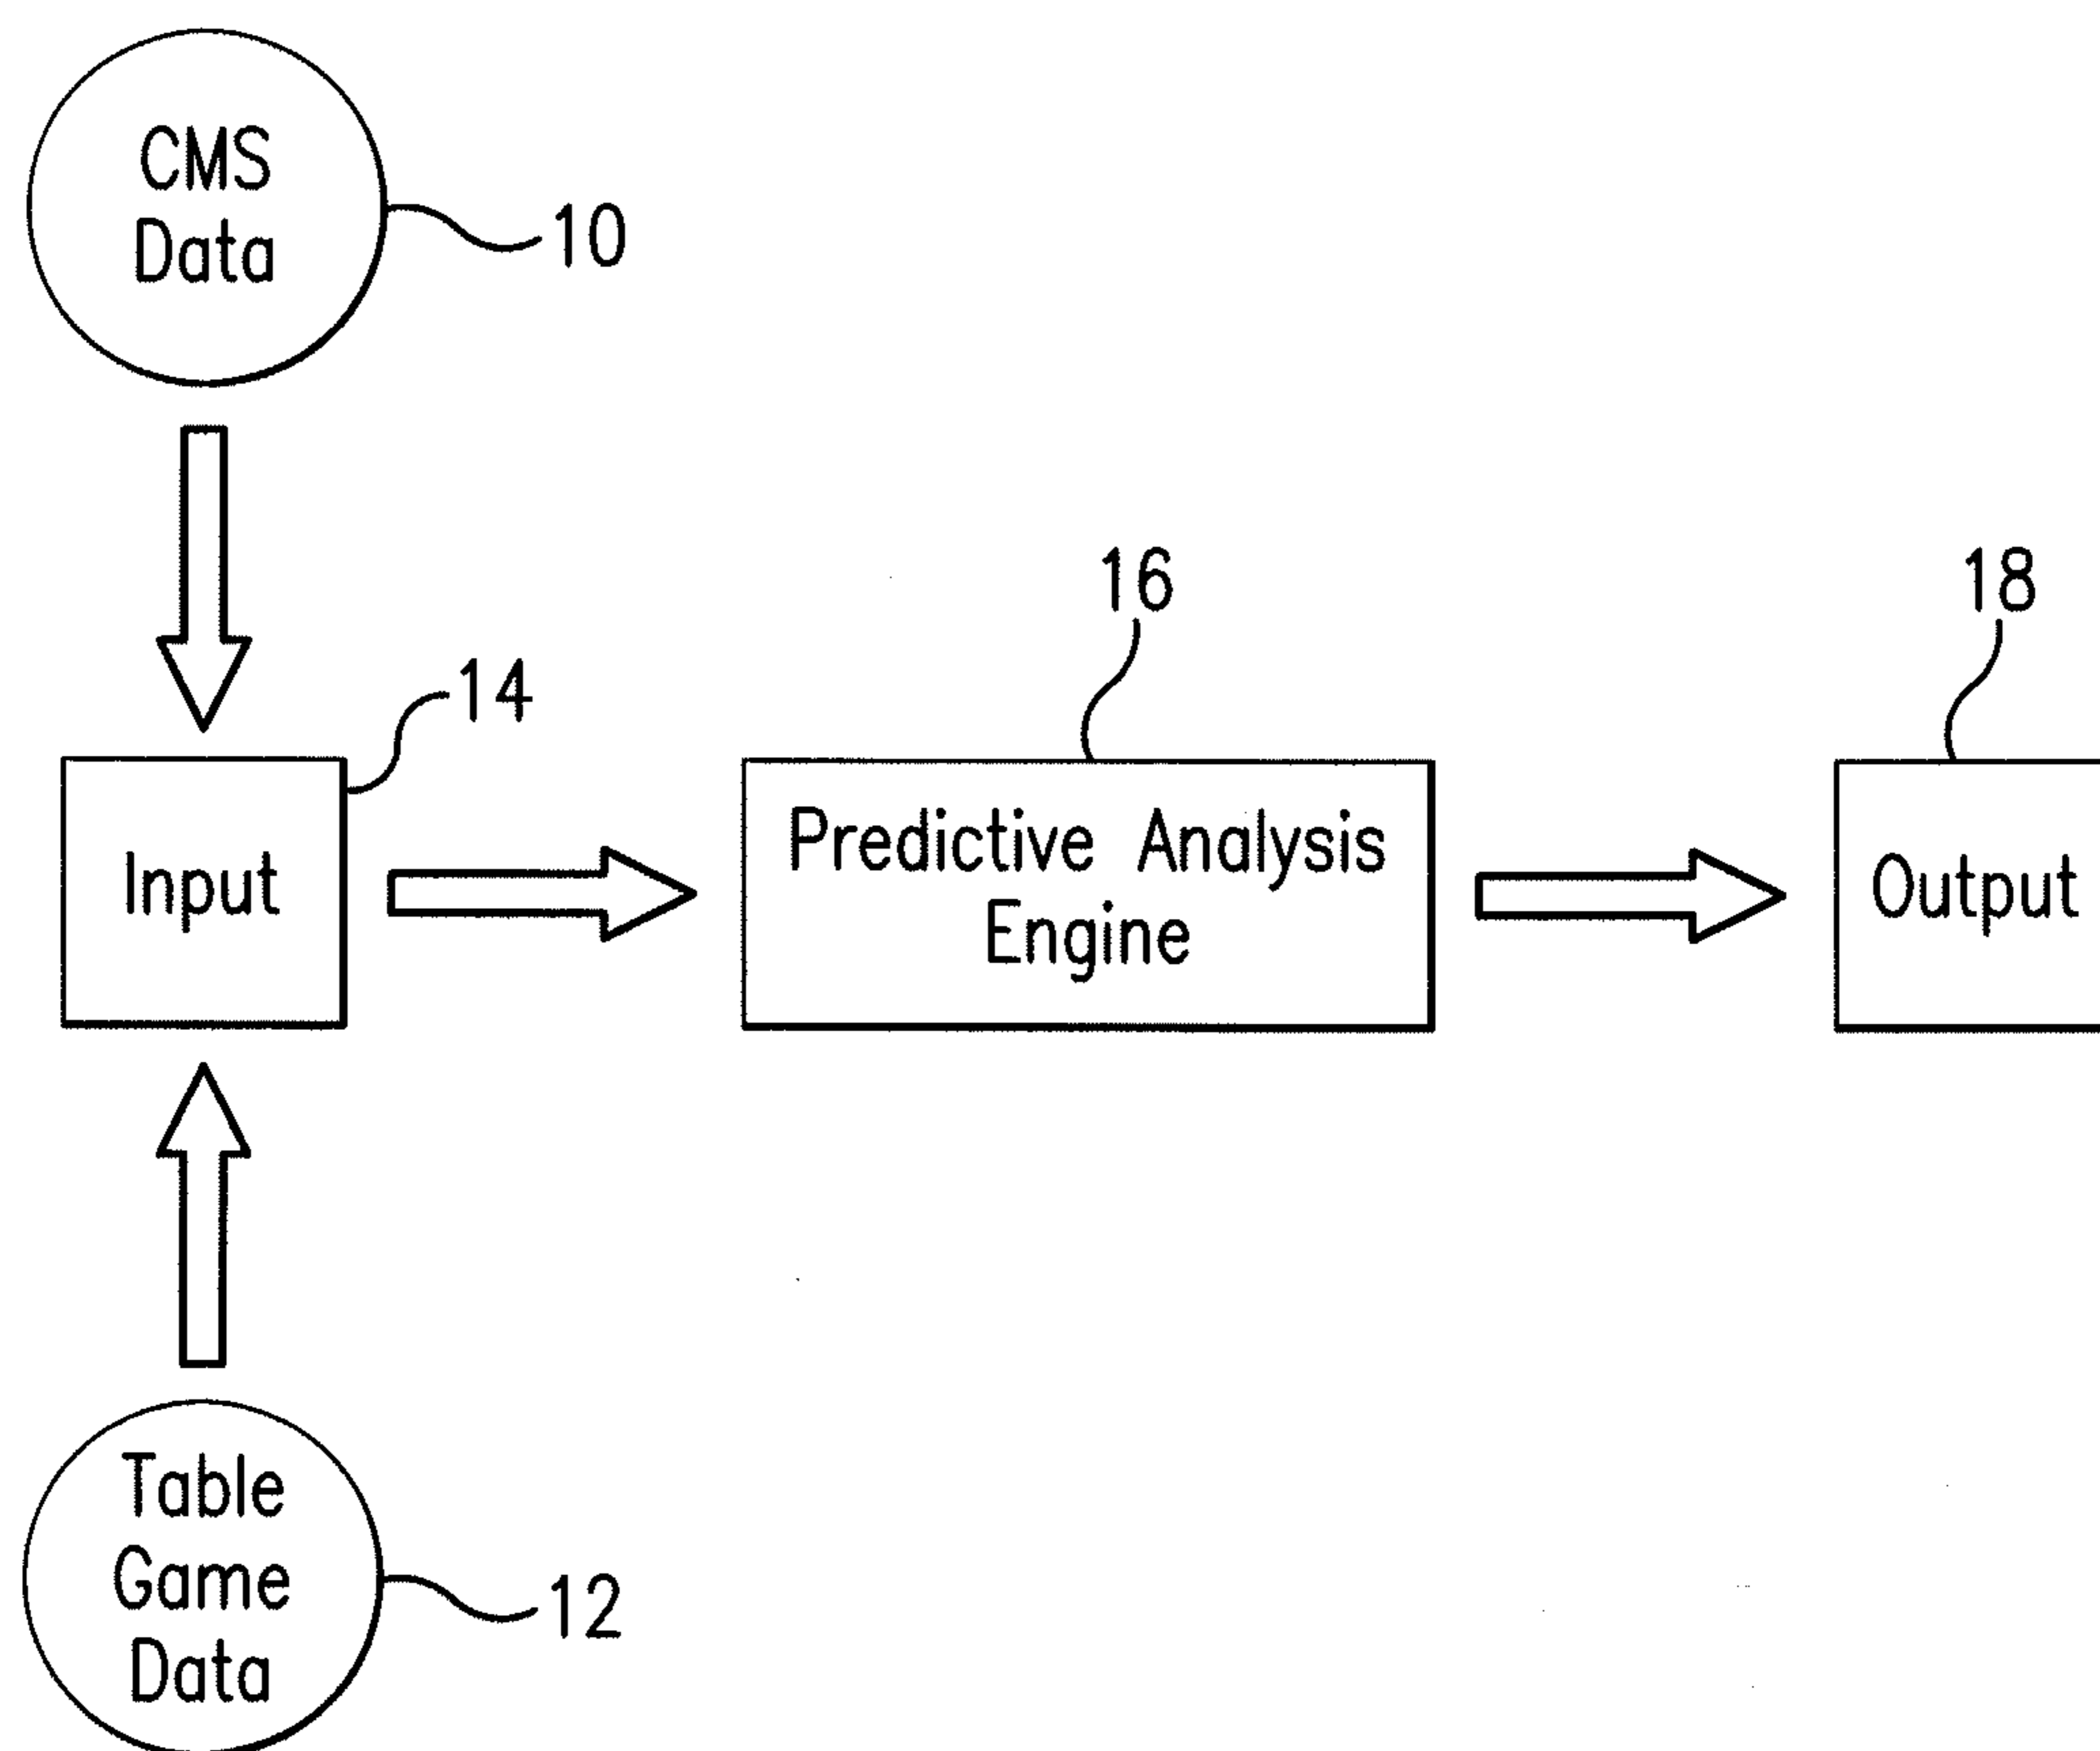 CMS
Data
10
16
18
14
Input
Predictive Analysis
Engine
Output
Table
Game
Data
12